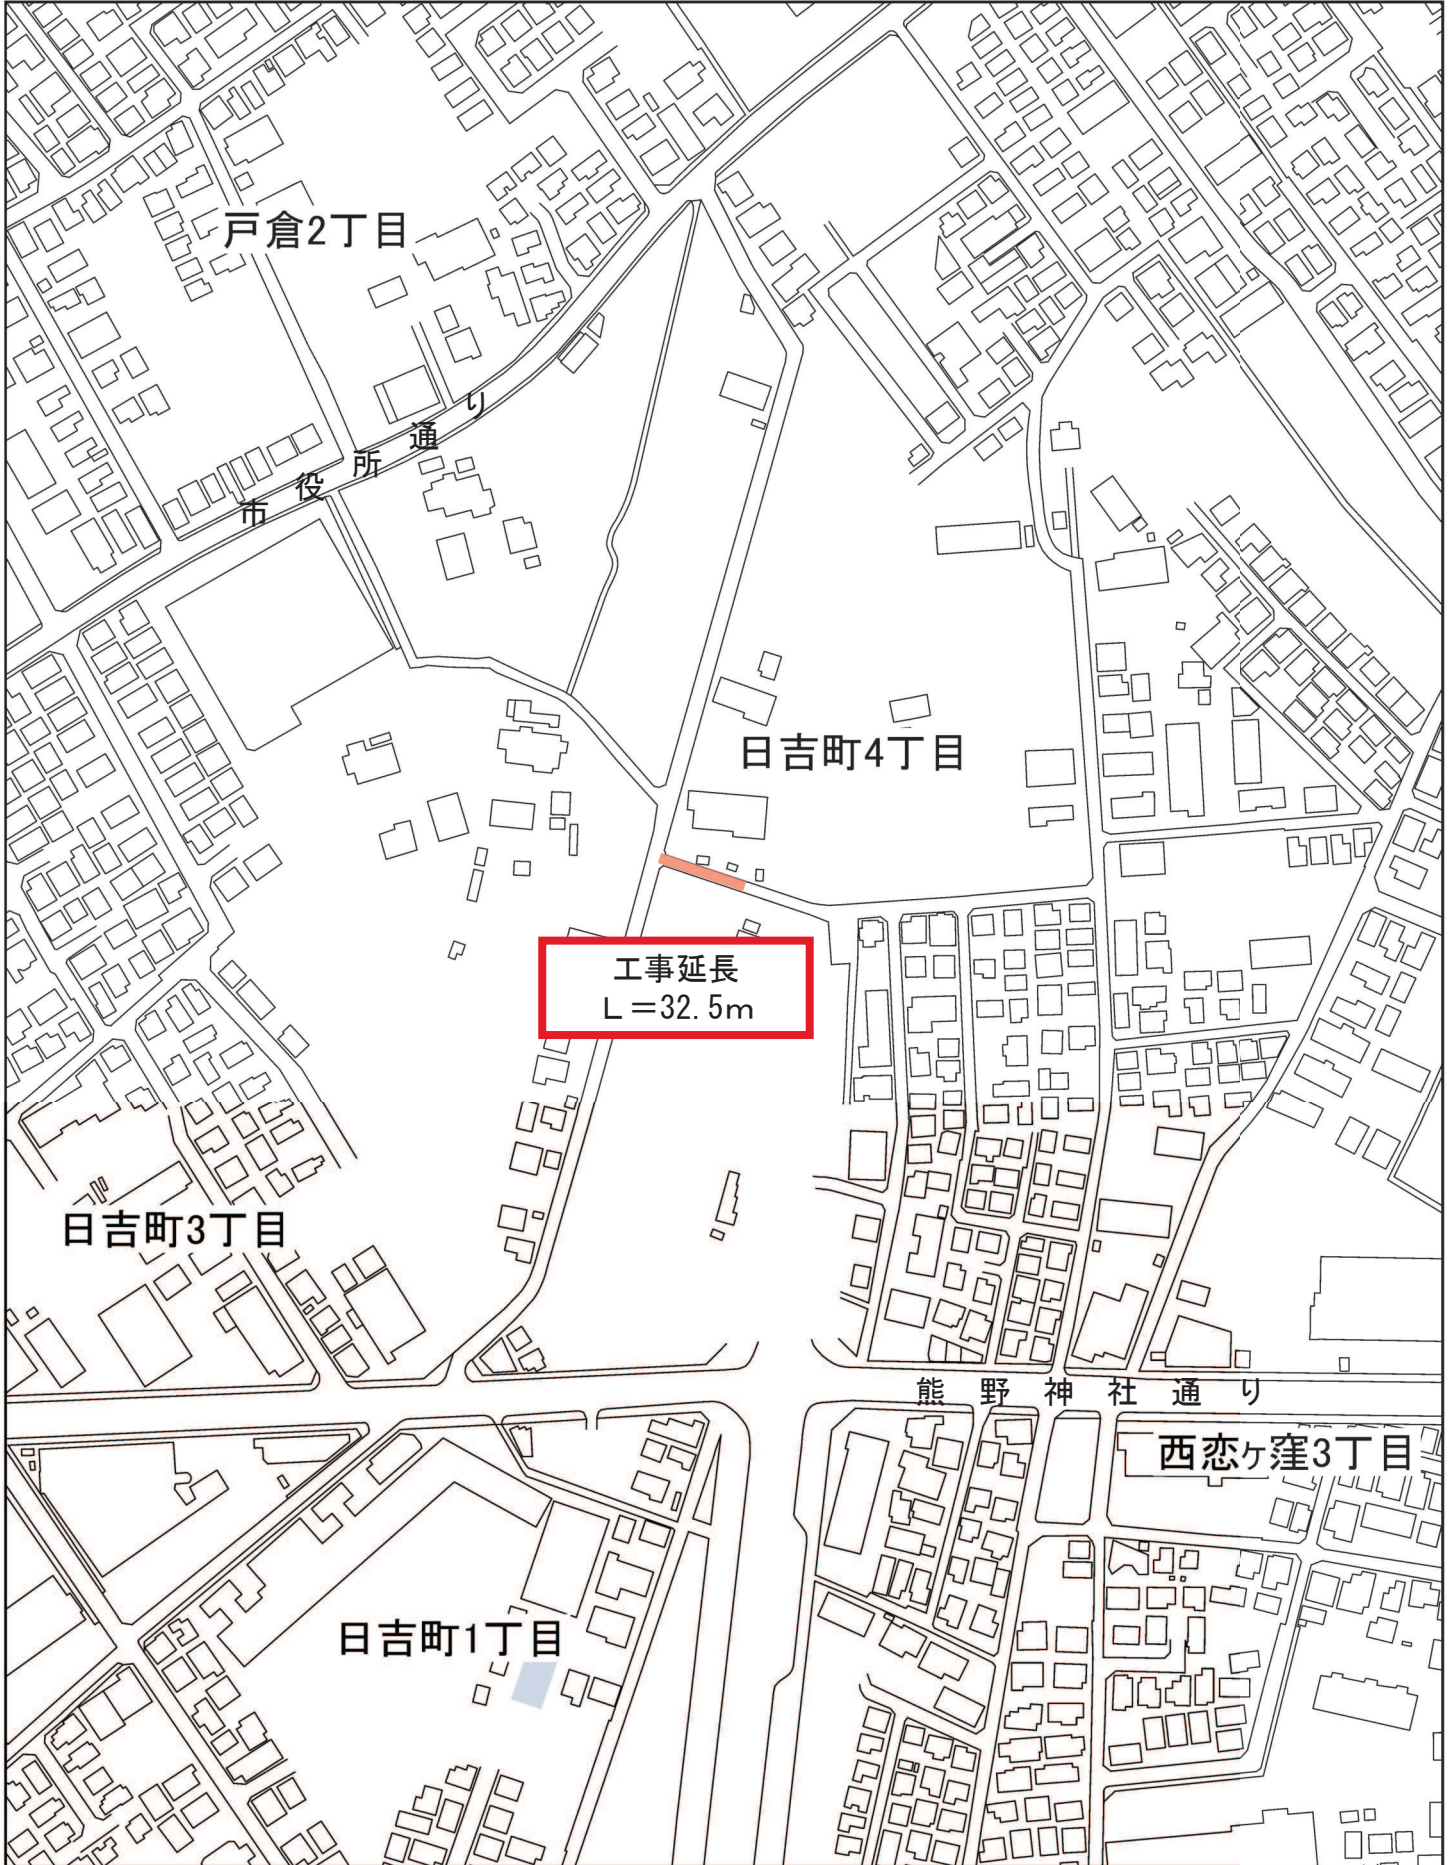 戸倉2丁目
市役所通り
日吉町4丁目
工事延長
L=32.5m
日吉町3丁目
熊野神社通り
西恋ヶ窪3丁目
日吉町1丁目